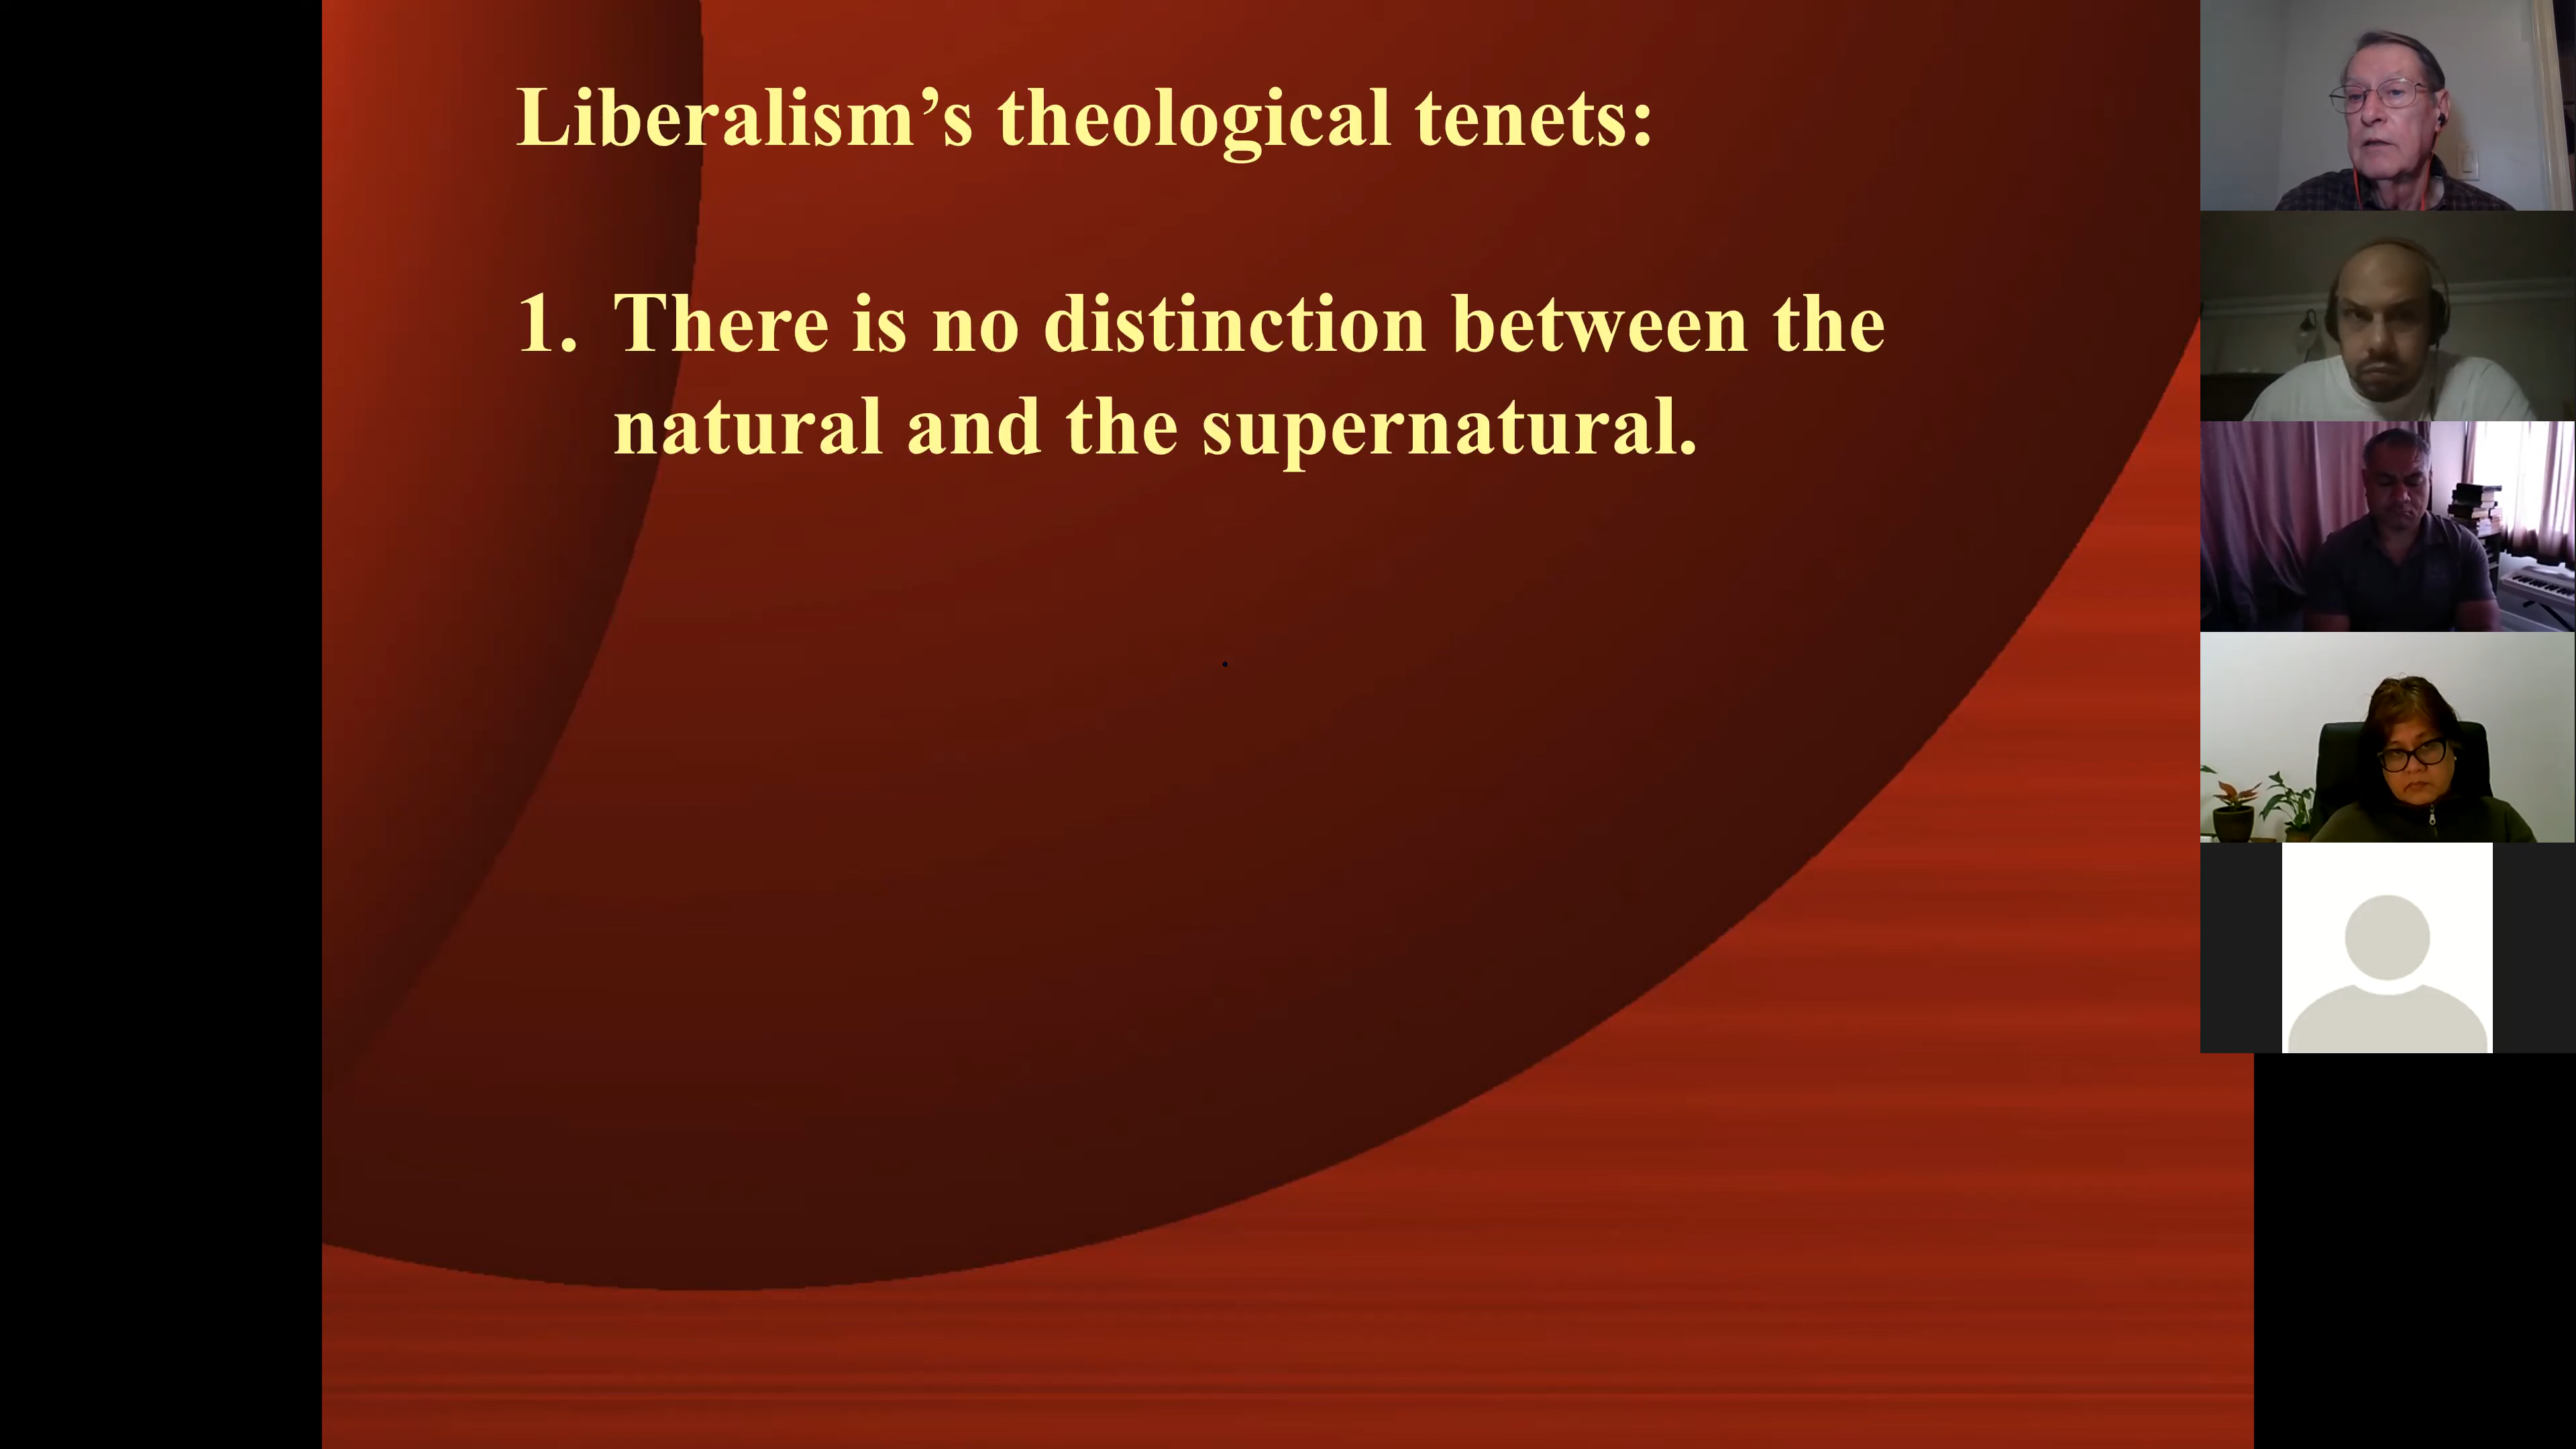 Liberalism’s theological tenets:
1. There is no distinction between the
natural and the supernatural.